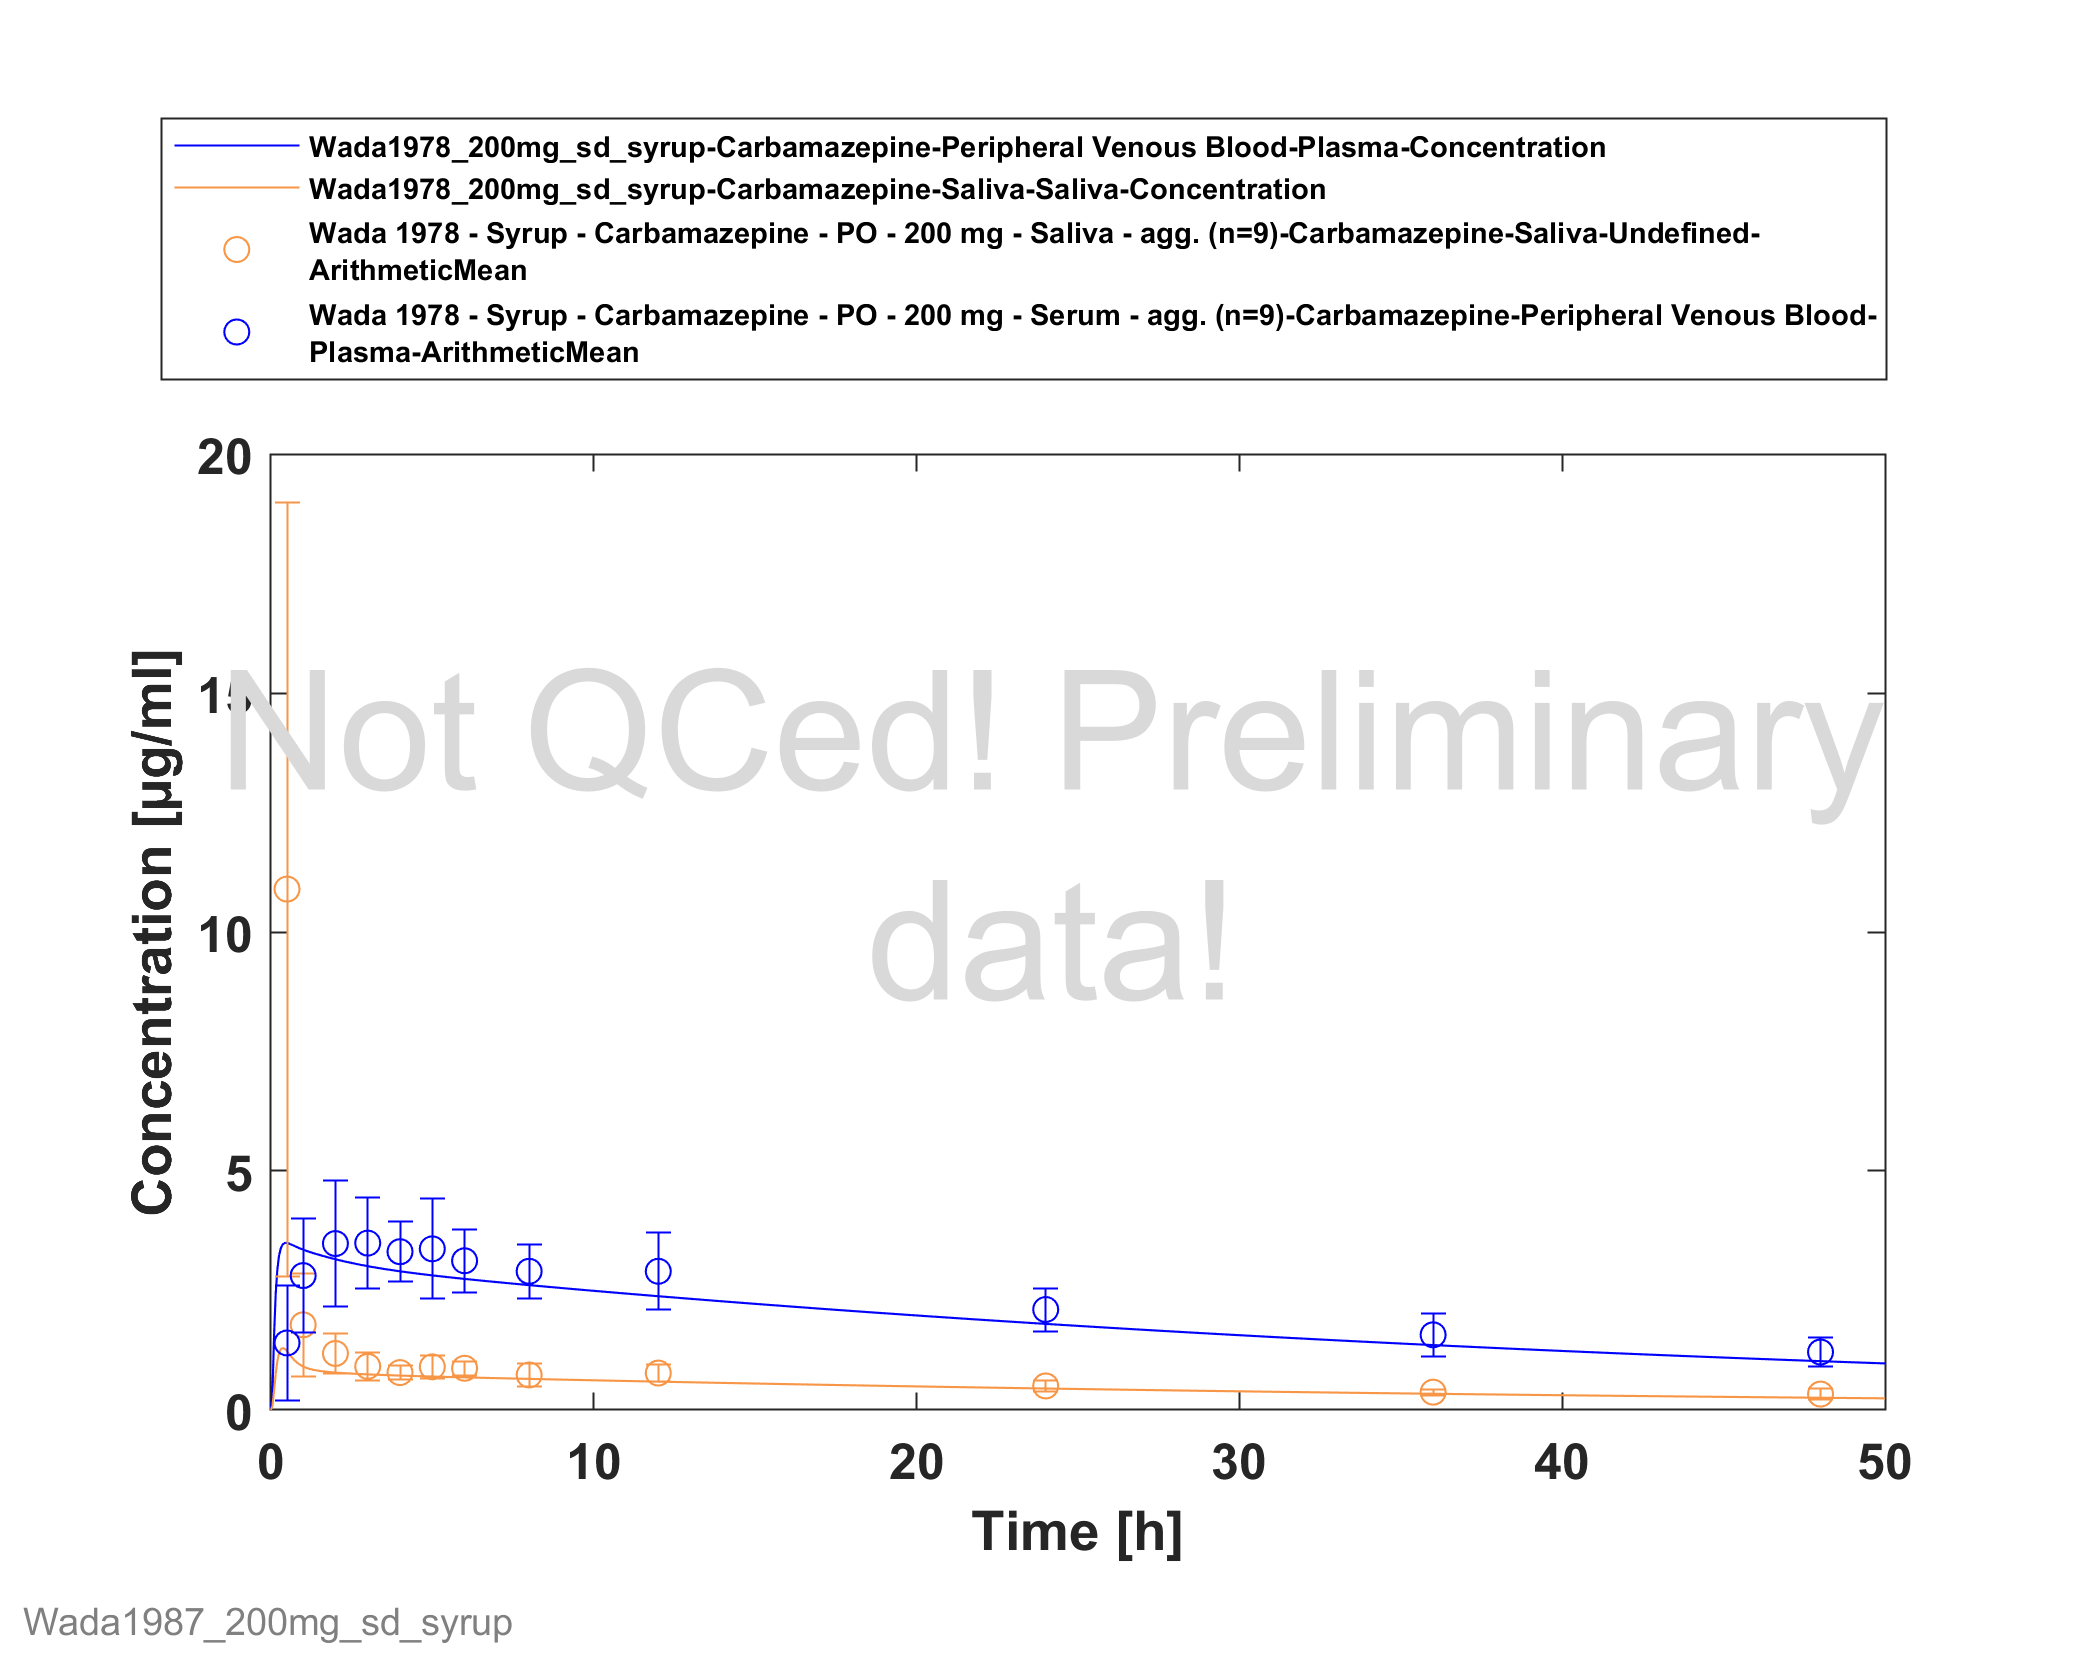 Wada1978_200mg_sd_syrup-Carbamazepine-Peripheral Venous Blood-Plasma-Concentration
Wada1978_200mg_sd_syrup-Carbamazepine-Saliva-Saliva-Concentration
Wada 1978 - Syrup - Carbamazepine - PO - 200 mg - Saliva - agg. (n=9)-Carbamazepine-Saliva-Undefined-
ArithmeticMean
Wada 1978 - Syrup - Carbamazepine - PO - 200 mg - Serum - agg. (n=9)-Carbamazepine-Peripheral Venous Blood-
Plasma-ArithmeticMean
20
15
10
5
0
Concentration [µg/ml]
Not QCed! Preliminary
data!
0 10 20 30 40 50
Time [h]
Wada1987_200mg_sd_syrup